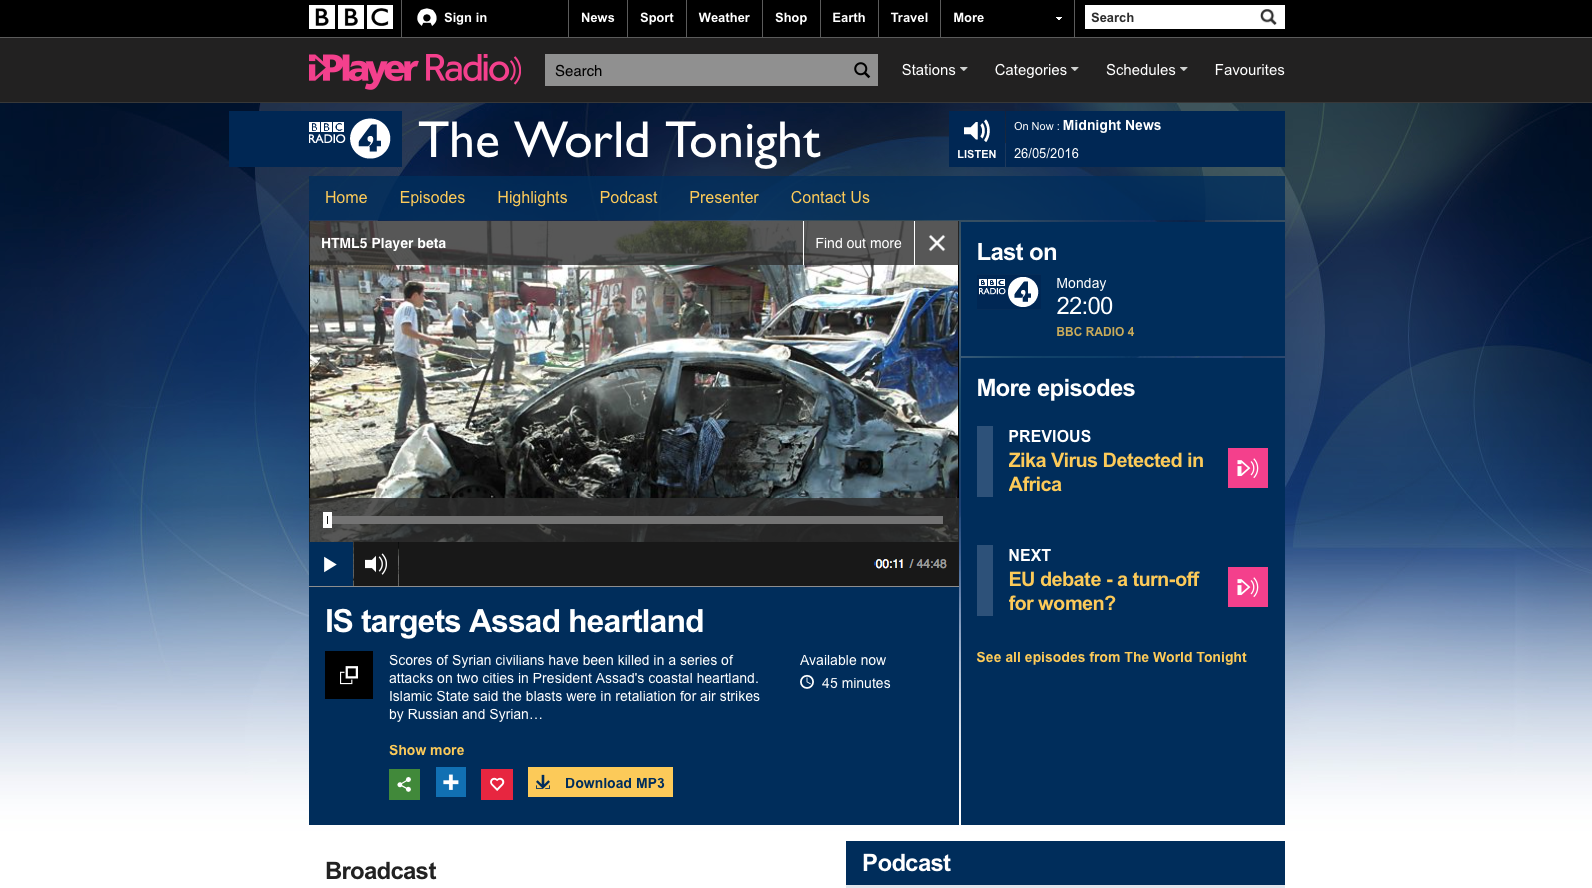 BBC
Sign in
News
Sport
Weather
Shop
Earth
Travel
More
Search
iPlayer Radio
Search
Stations
Categories
Schedules
Favourites
BBC
RADIO 4
The World Tonight
LISTEN
On Now : Midnight News
26/05/2016
Home
Episodes
Highlights
Podcast
Presenter
Contact Us
HTML5 Player beta
Find out more
00:11 / 44:48
IS targets Assad heartland
Scores of Syrian civilians have been killed in a series of
attacks on two cities in President Assad's coastal heartland.
Islamic State said the blasts were in retaliation for air strikes
by Russian and Syrian…
Show more
Download MP3
Available now
45 minutes
Last on
BBC
RADIO 4
Monday
22:00
BBC RADIO 4
More episodes
PREVIOUS
Zika Virus Detected in
Africa
NEXT
EU debate - a turn-off
for women?
See all episodes from The World Tonight
Broadcast
Podcast